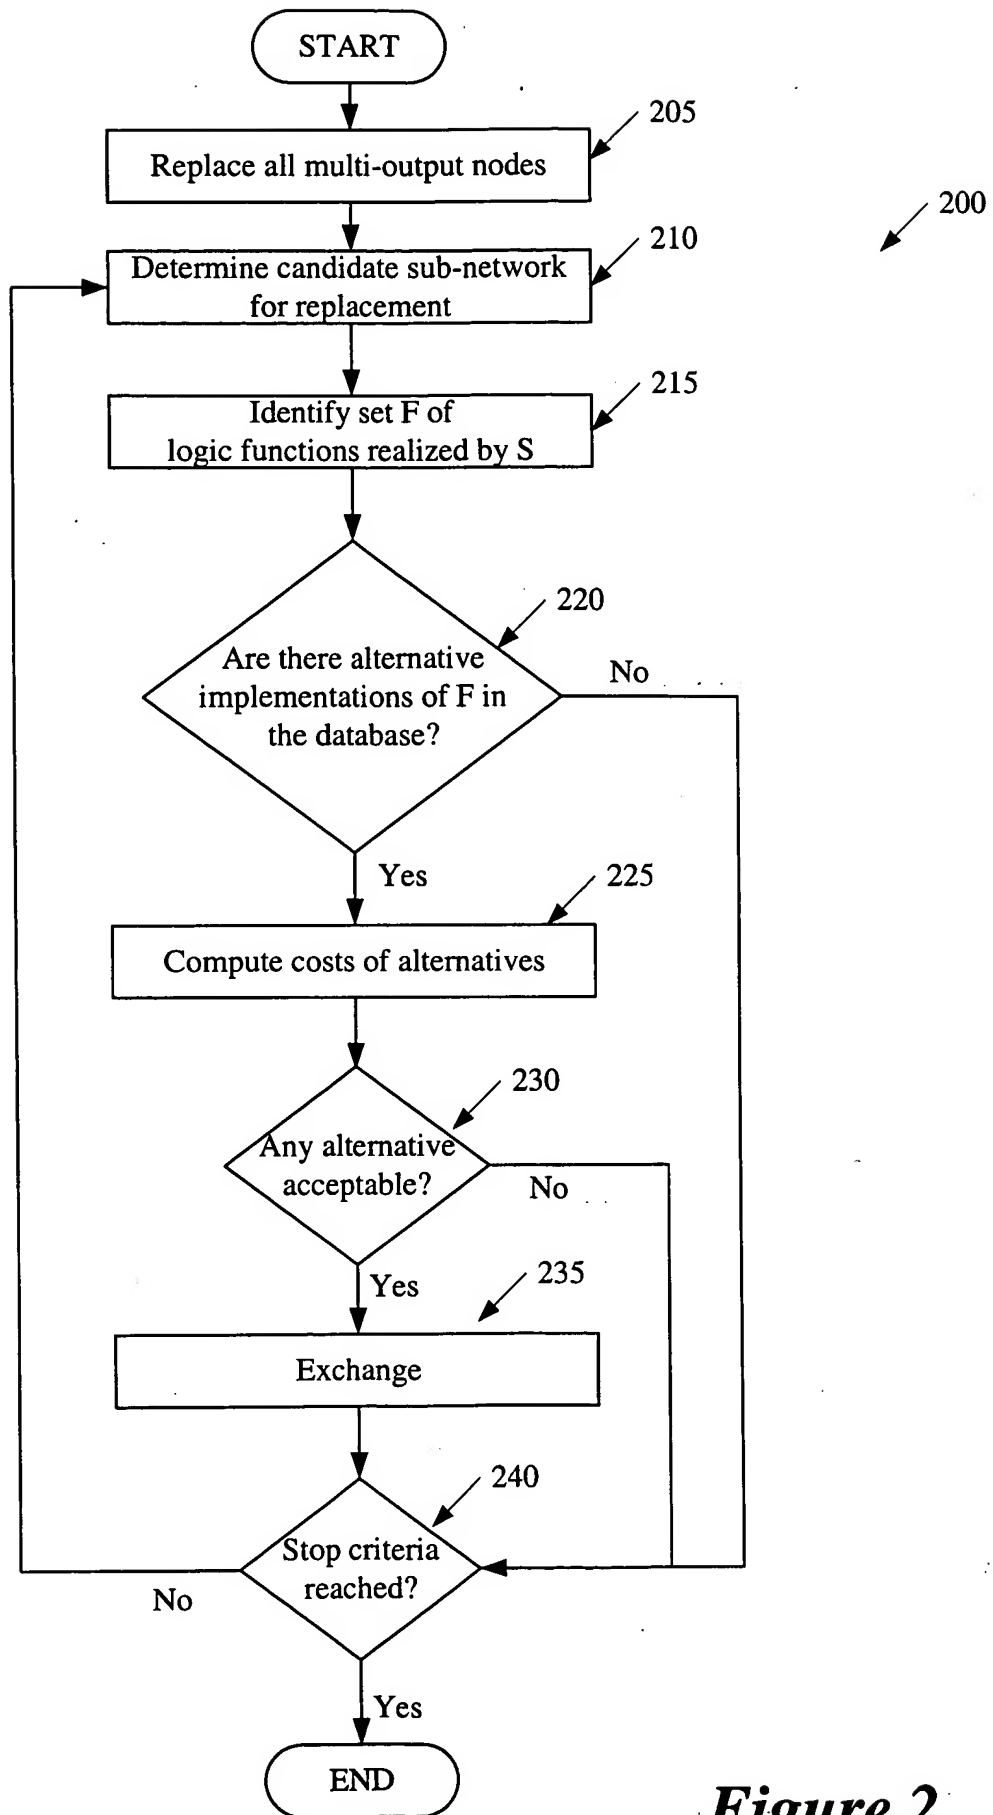 START
205
Replace all multi-output nodes
200
210
Determine candidate sub-network
for replacement
215
Identify set F of
logic functions realized by S
220
Are there alternative
implementations of F in
the database?
No
Yes
225
Compute costs of alternatives
230
Any alternative
acceptable?
No
Yes
235
Exchange
240
Stop criteria
reached?
No
Yes
END
Figure 2